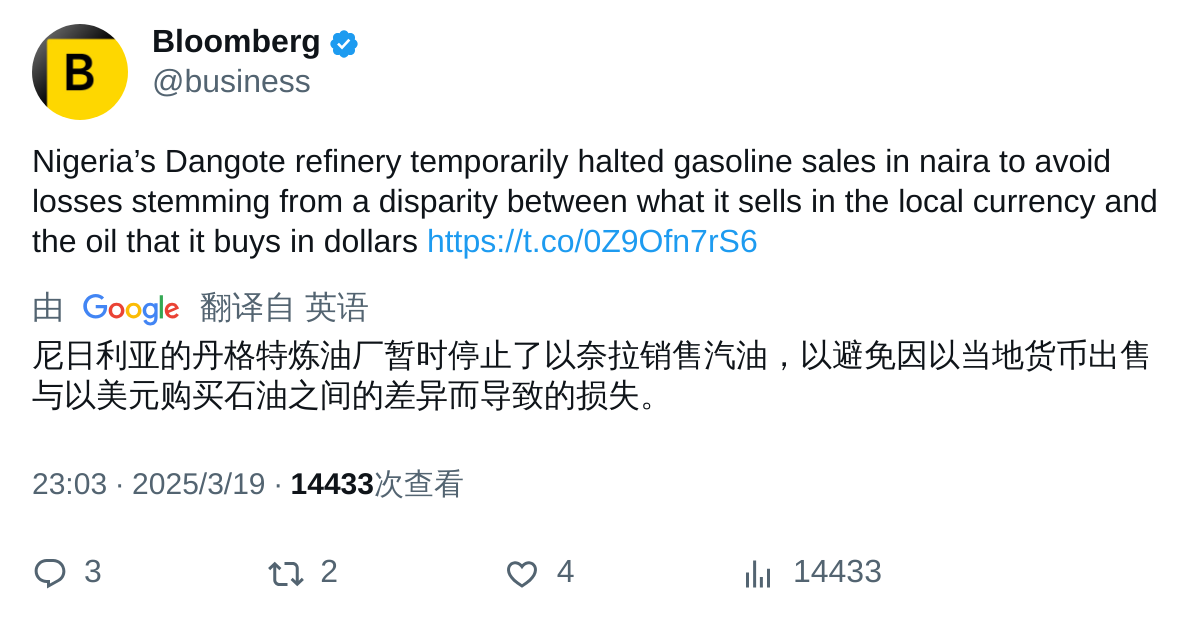 B
Bloomberg
@business
Nigeria’s Dangote refinery temporarily halted gasoline sales in naira to avoid
losses stemming from a disparity between what it sells in the local currency and
the oil that it buys in dollars https://t.co/0Z9Ofn7rS6
由 Google 翻译自 英语
尼日利亚的丹格特炼油厂暂时停止了以奈拉销售汽油，以避免因以当地货币出售
与以美元购买石油之间的差异而导致的损失。
23:03 · 2025/3/19 · 14433次查看
3 2 4 14433